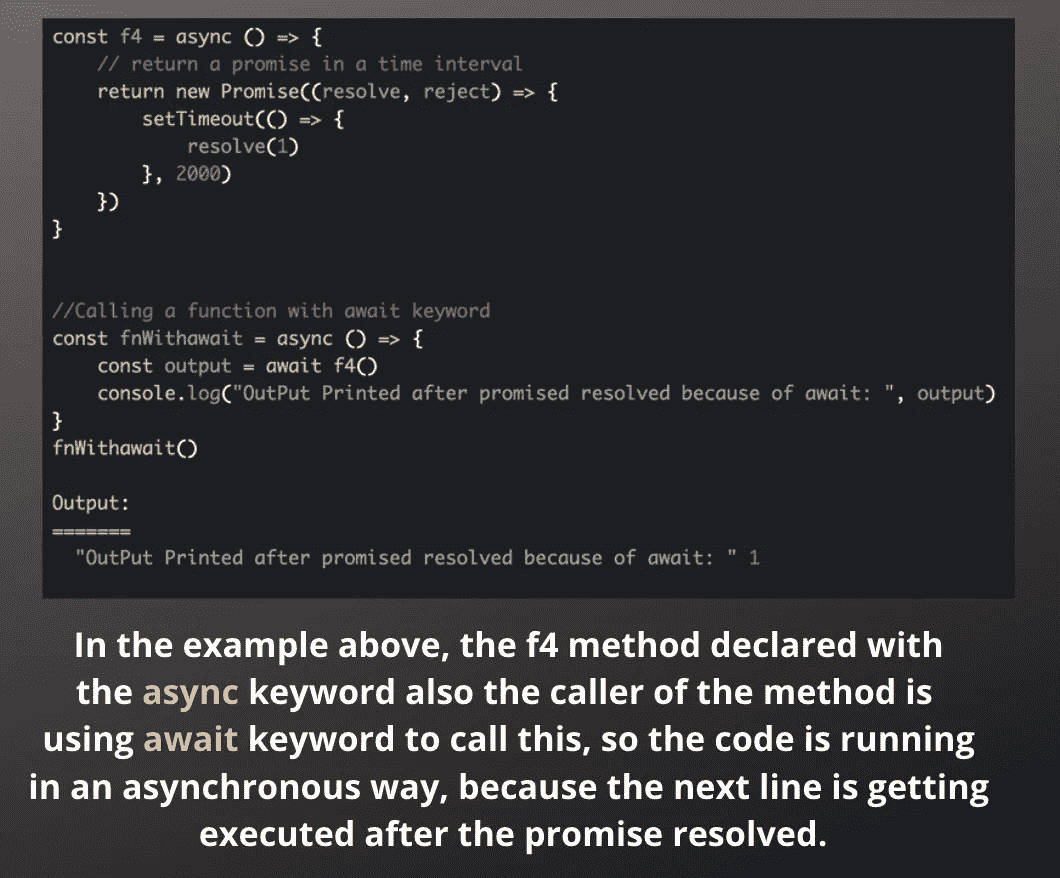 const f4 = async () => {
// return a promise in a time interval
return new Promise((resolve, reject) => {
setTimeout(() => {
resolve(1)
}, 2000)
})
}
//Calling a function with await keyword
const fnWithawait = async () => {
const output = await f4()
console.log("OutPut Printed after promised resolved because of await: ", output)
}
fnWithawait()
Output:
=======
"OutPut Printed after promised resolved because of await: " 1
In the example above, the f4 method declared with
the async keyword also the caller of the method is
using await keyword to call this, so the code is running
in an asynchronous way, because the next line is getting
executed after the promise resolved.